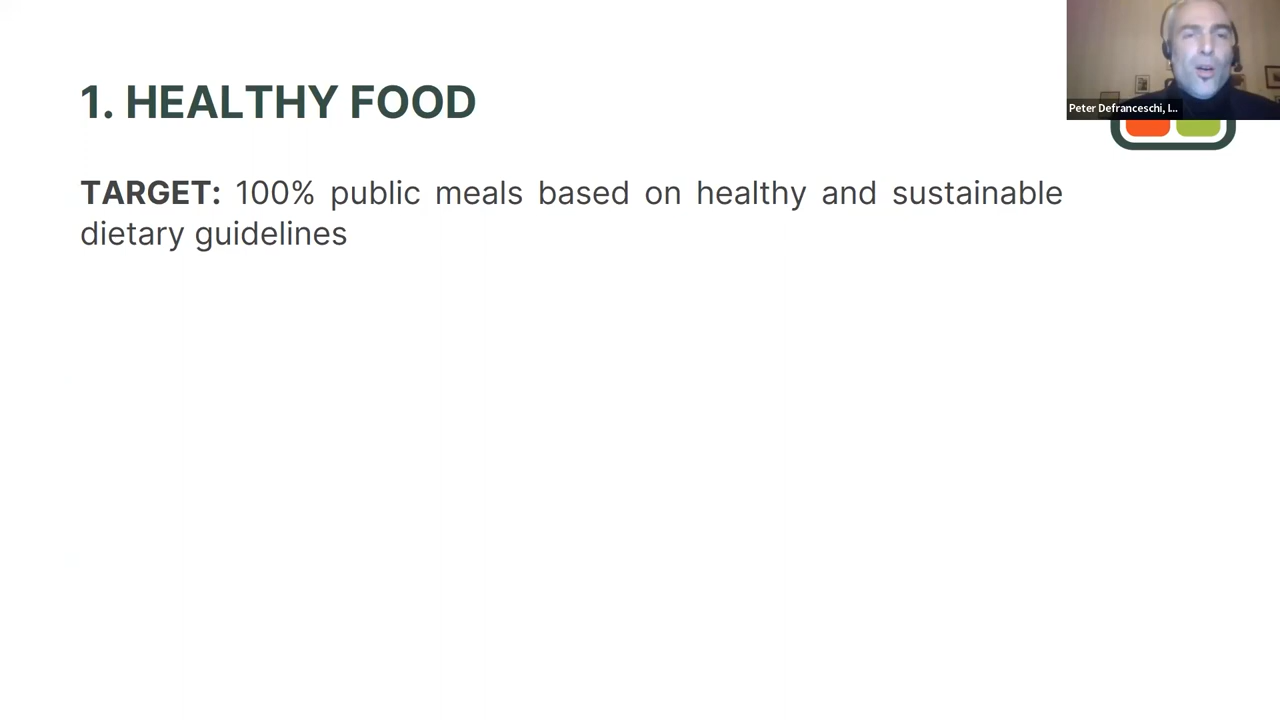 1. HEALTHY FOOD
TARGET: 100% public meals based on healthy and sustainable
dietary guidelines
Peter Defranceschi, I...